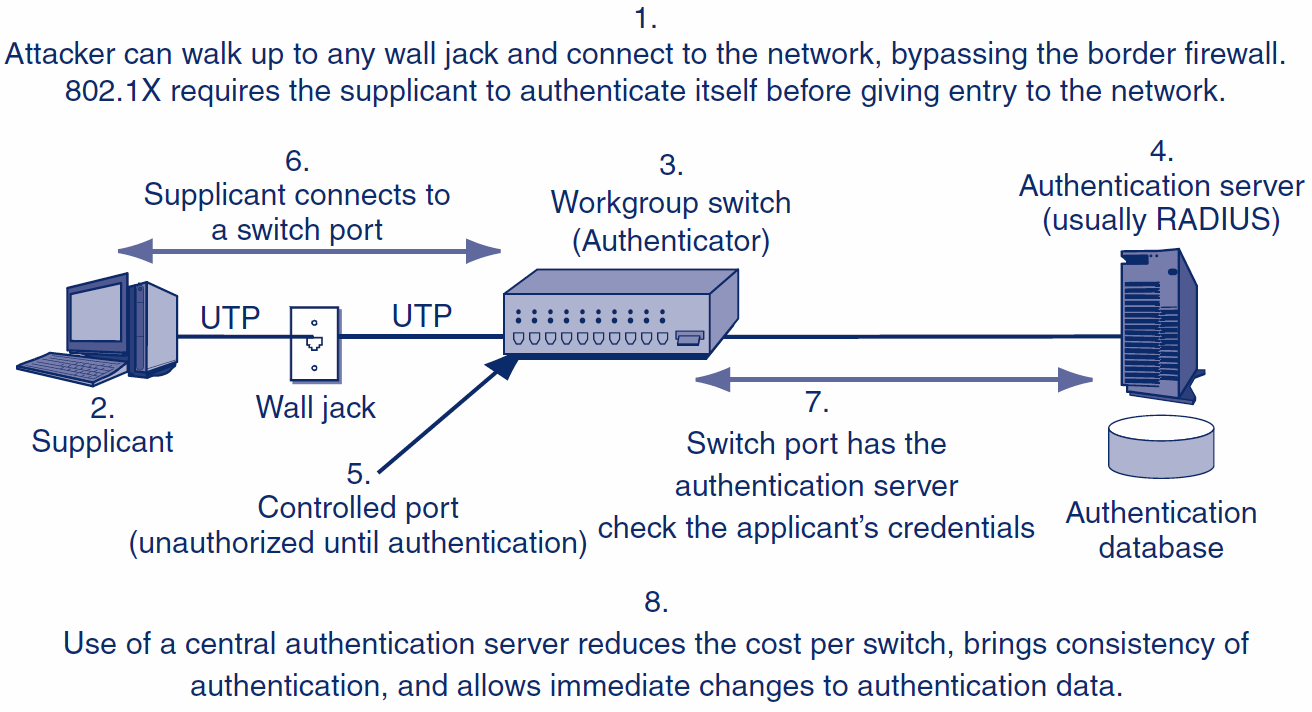 1.
Attacker can walk up to any wall jack and connect to the network, bypassing the border firewall.
802.1X requires the supplicant to authenticate itself before giving entry to the network.
6.
Supplicant connects to
a switch port
3.
Workgroup switch
(Authenticator)
4.
Authentication server
(usually RADIUS)
UTP
UTP
2.
Supplicant
Wall jack
5.
Controlled port
(unauthorized until authentication)
7.
Switch port has the
authentication server
check the applicant's credentials
Authentication
database
8.
Use of a central authentication server reduces the cost per switch, brings consistency of
authentication, and allows immediate changes to authentication data.